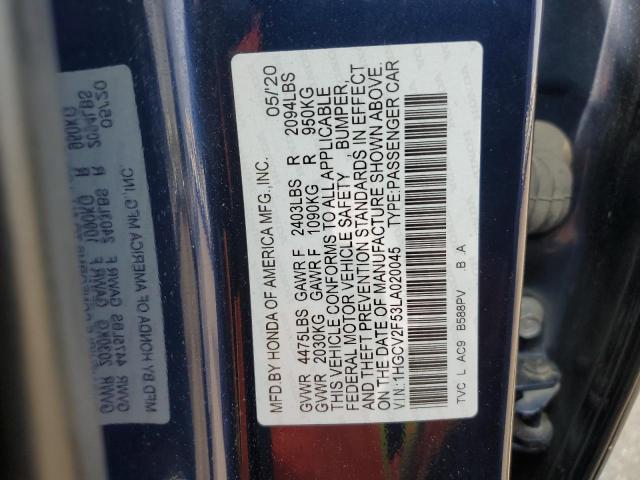 MFD.BY HONDA OF AMERICA MFG.,INC. 05/20
GVWR 4475LBS GAWR F 2403LBS R 2094LBS
GVWR 2030KG GAWR F 1090KG R 950KG
THIS VEHICLE CONFORMS TO ALL APPLICABLE
FEDERAL MOTOR VEHICLE SAFETY BUMPER,
AND THEFT PREVENTION STANDARDS IN EFFECT
ON THE DATE OF MANUFACTURE SHOWN ABOVE.
VIN:1HGCV2F53LA020045 TYPE:PASSENGER CAR
TVC L AC9 B588PV B A